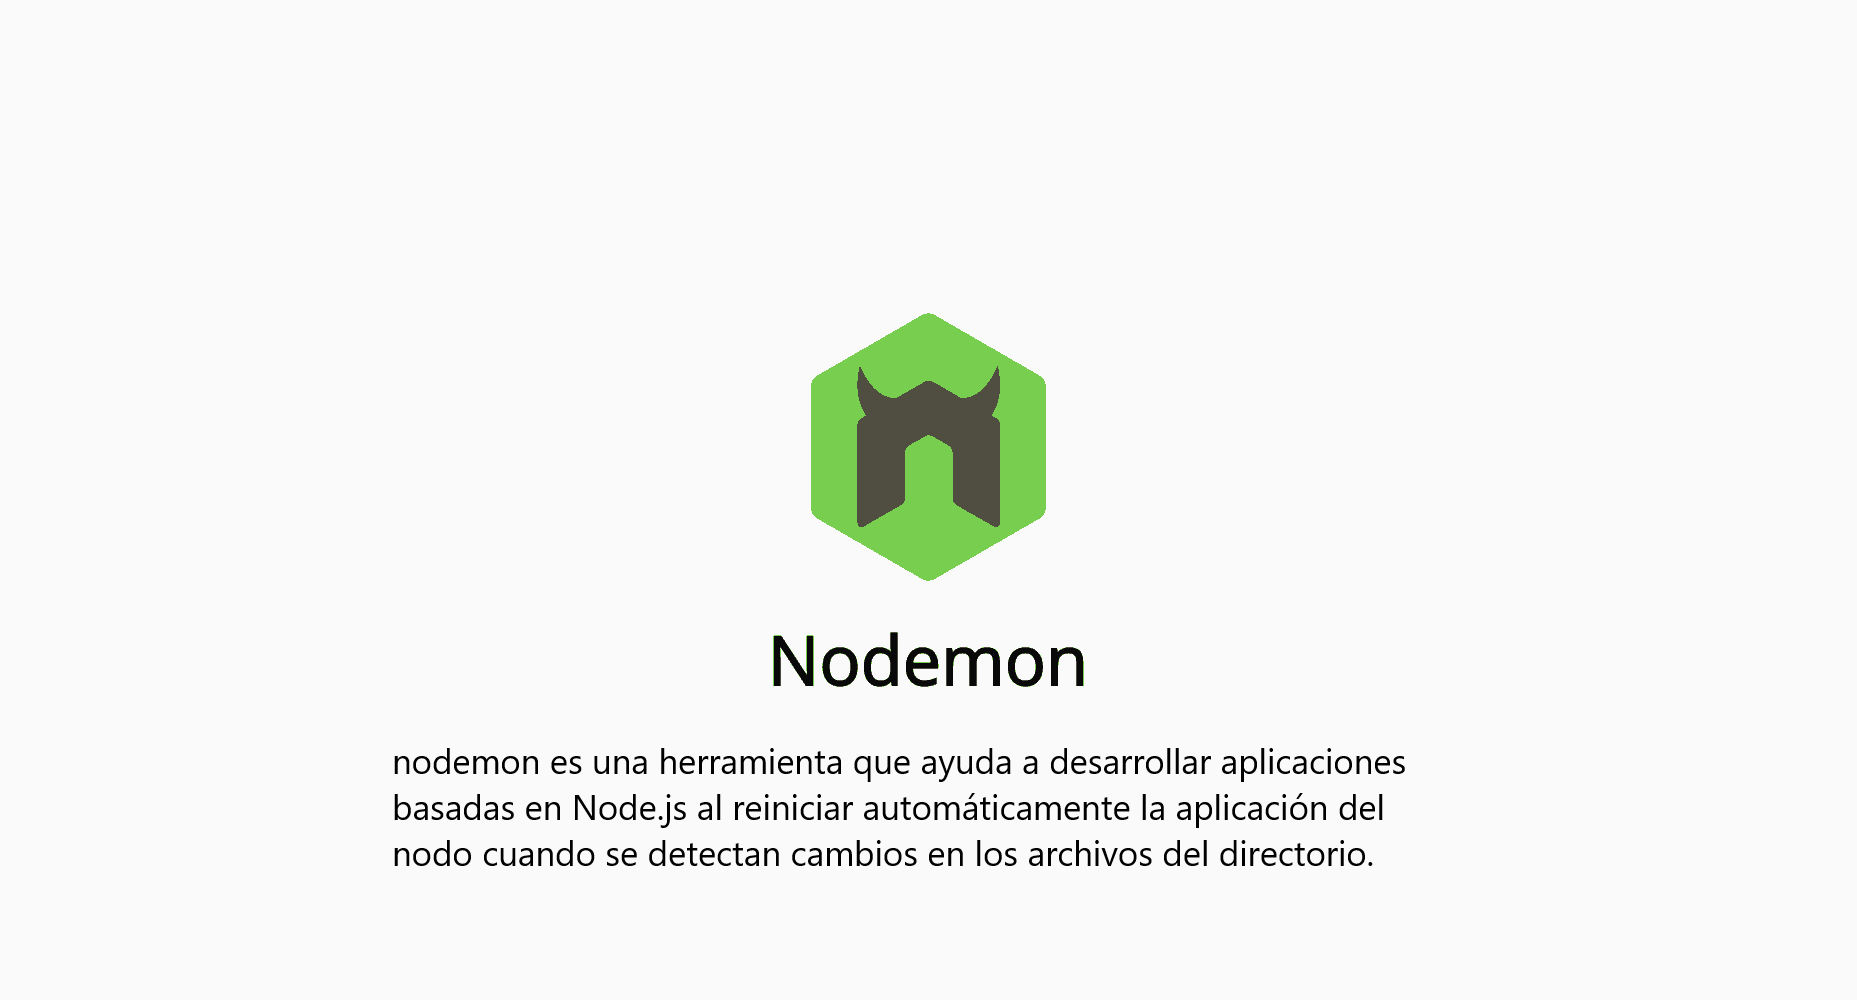 Nodemon
nodemon es una herramienta que ayuda a desarrollar aplicaciones
basadas en Node.js al reiniciar automáticamente la aplicación del
nodo cuando se detectan cambios en los archivos del directorio.